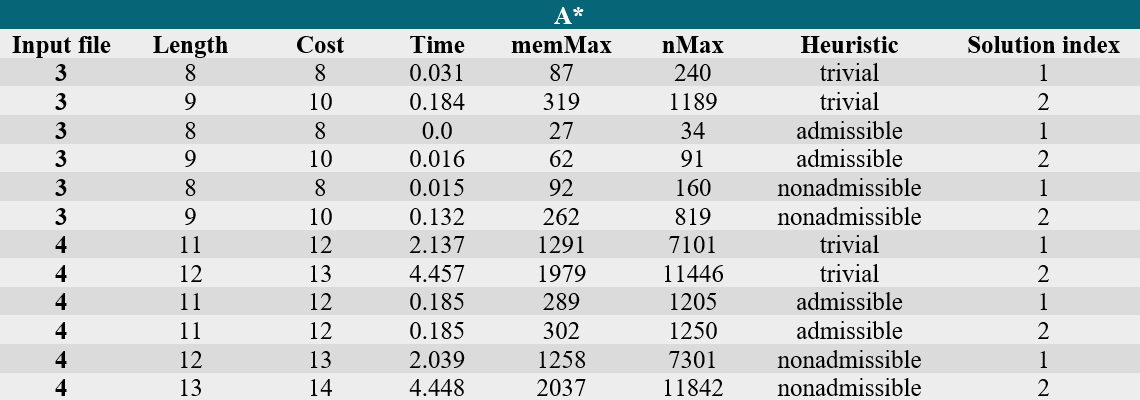 A*
Input file Length Cost Time memMax nMax Heuristic Solution index
3 8 8 0.031 87 240 trivial 1
3 9 10 0.184 319 1189 trivial 2
3 8 8 0.0 27 34 admissible 1
3 9 10 0.016 62 91 admissible 2
3 8 8 0.015 92 160 nonadmissible 1
3 9 10 0.132 262 819 nonadmissible 2
4 11 12 2.137 1291 7101 trivial 1
4 12 13 4.457 1979 11446 trivial 2
4 11 12 0.185 289 1205 admissible 1
4 11 12 0.185 302 1250 admissible 2
4 12 13 2.039 1258 7301 nonadmissible 1
4 13 14 4.448 2037 11842 nonadmissible 2